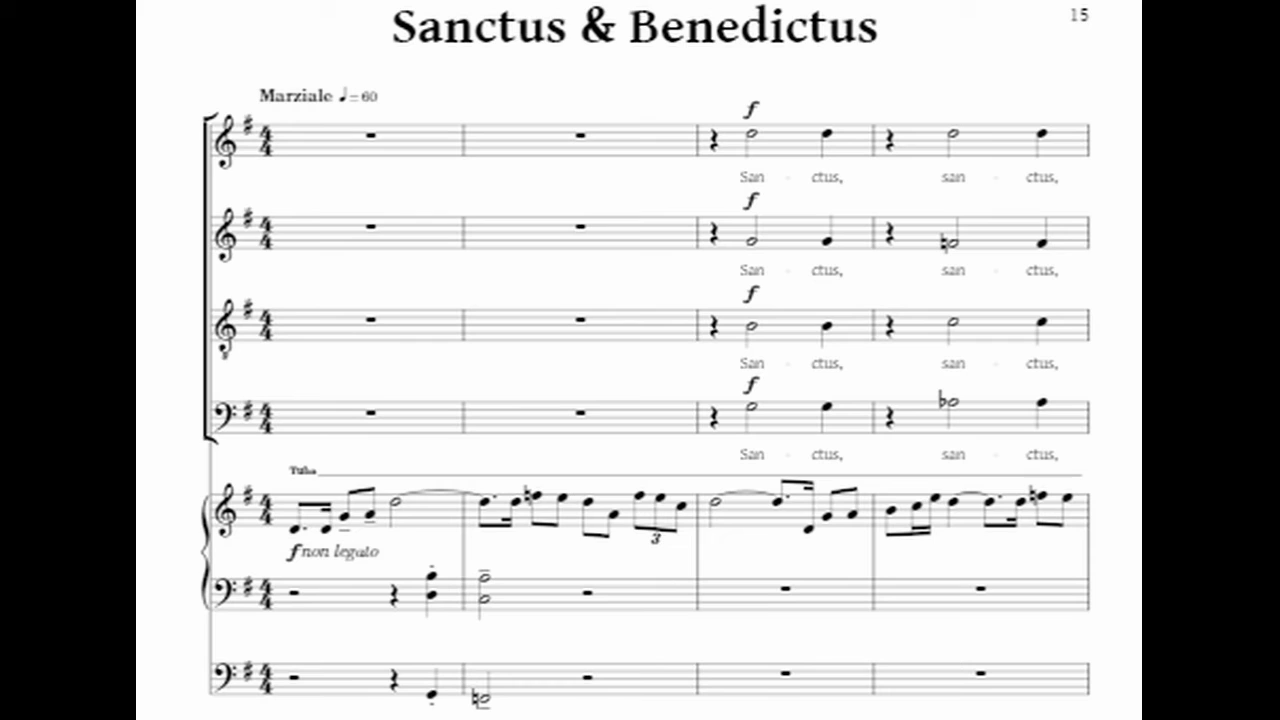 15
Sanctus & Benedictus
Marziale ♩= 60
f
San - ctus, san - ctus,
f
San - ctus, san - ctus,
f
San - ctus, san - ctus,
f
San - ctus, san - ctus,
Tuba
f non legato
3